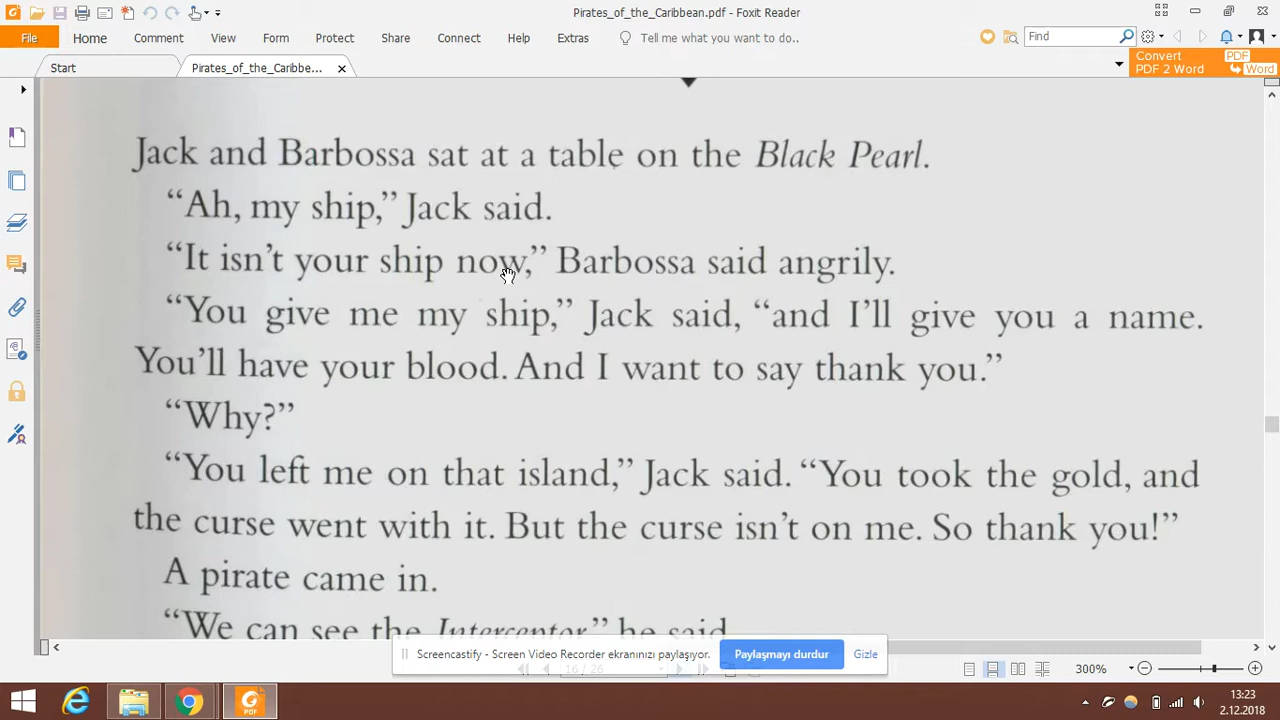 Pirates_of_the_Caribbean.pdf - Foxit Reader
File Home Comment View Form Protect Share Connect Help Extras Tell me what you want to do.. Find
Start Pirates_of_the_Caribbe... Convert PDF
PDF 2 Word Word
Jack and Barbossa sat at a table on the Black Pearl.
“Ah, my ship,” Jack said.
“It isn’t your ship now,” Barbossa said angrily.
“You give me my ship,” Jack said, “and I’ll give you a name.
You’ll have your blood. And I want to say thank you.”
“Why?”
“You left me on that island,” Jack said. “You took the gold, and
the curse went with it. But the curse isn’t on me. So thank you!”
A pirate came in.
“We can see the Interceptor,” he said.
Screencastify - Screen Video Recorder ekranınızı paylaşıyor. Paylaşmayı durdur Gizle
16 / 26 300%
PDF
13:23
2.12.2018